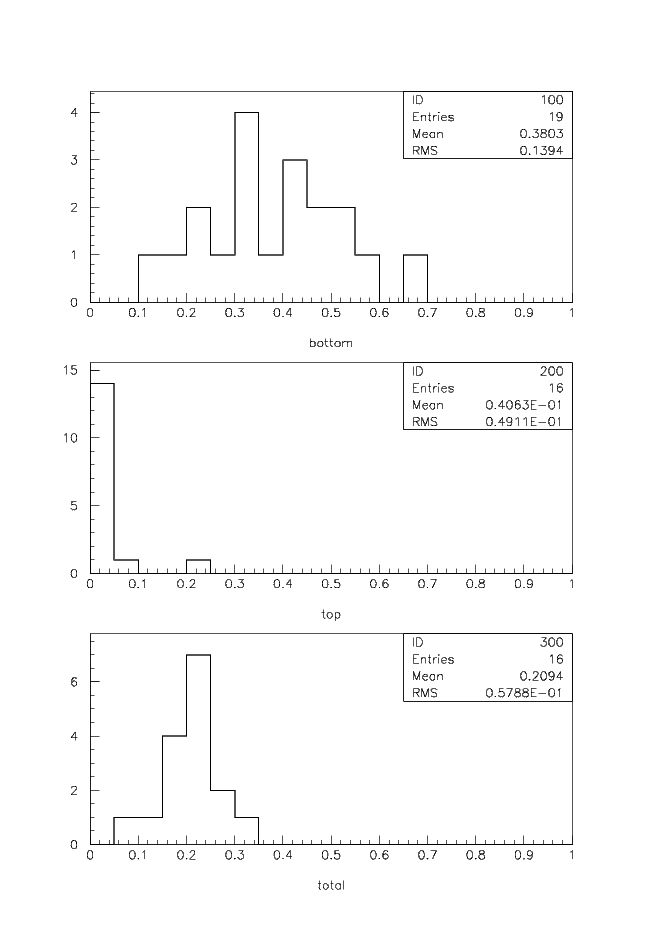 ID 100
Entries 19
Mean 0.3803
RMS 0.1394
4
3
2
1
0
0 0.1 0.2 0.3 0.4 0.5 0.6 0.7 0.8 0.9 1
bottom
ID 200
Entries 16
Mean 0.4063E-01
RMS 0.4911E-01
15
10
5
0
0 0.1 0.2 0.3 0.4 0.5 0.6 0.7 0.8 0.9 1
top
ID 300
Entries 16
Mean 0.2094
RMS 0.5788E-01
6
4
2
0
0 0.1 0.2 0.3 0.4 0.5 0.6 0.7 0.8 0.9 1
total